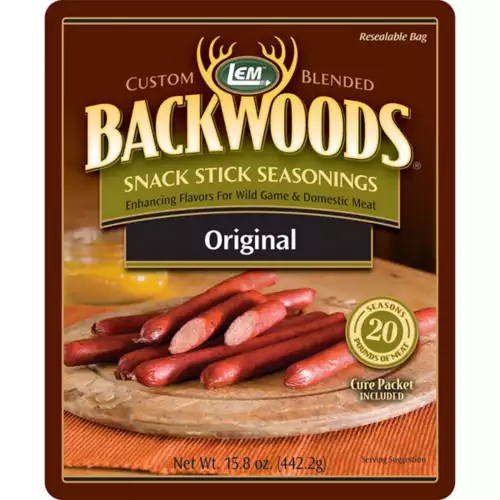 Resealable Bag
LEM
CUSTOM BLENDED
BACKWOODS®
SNACK STICK SEASONINGS
Enhancing Flavors For Wild Game & Domestic Meat
Original
SEASONS
20
POUNDS OF MEAT
Cure Packet
INCLUDED
Serving Suggestion
Net Wt. 15.8 oz. (442.2g)